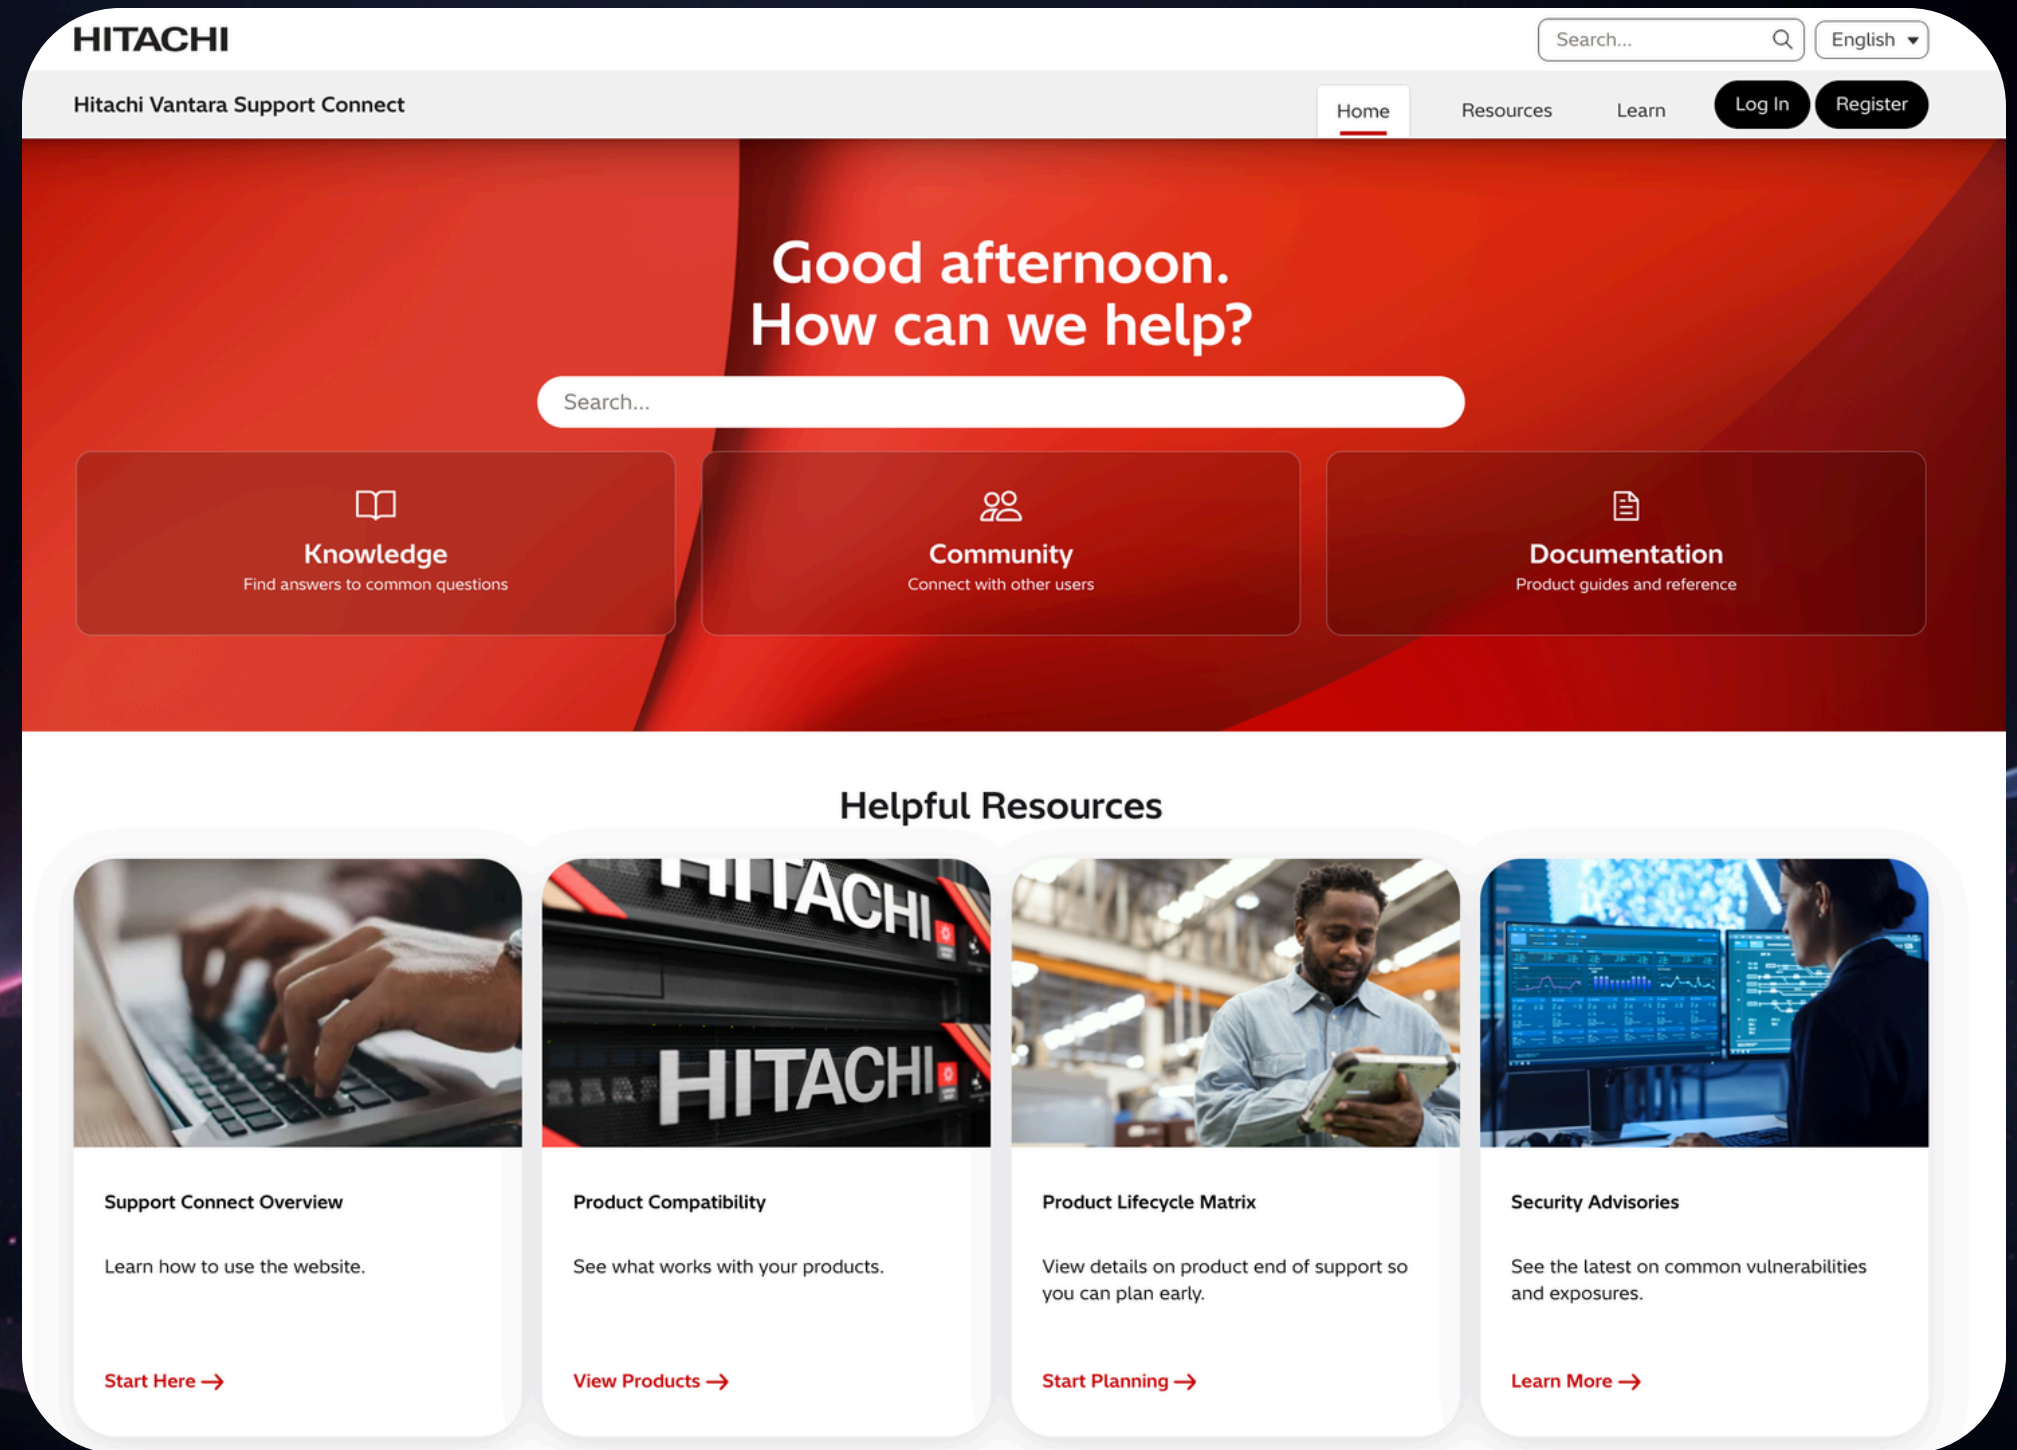 HITACHI
Search...
English
Hitachi Vantara Support Connect
Home
Resources
Learn
Log In
Register
Good afternoon.
How can we help?
Search...
Knowledge
Find answers to common questions
Community
Connect with other users
Documentation
Product guides and reference
Helpful Resources
HITACHI
HITACHI
Support Connect Overview
Learn how to use the website.
Start Here
Product Compatibility
See what works with your products.
View Products
Product Lifecycle Matrix
View details on product end of support so
you can plan early.
Start Planning
Security Advisories
See the latest on common vulnerabilities
and exposures.
Learn More